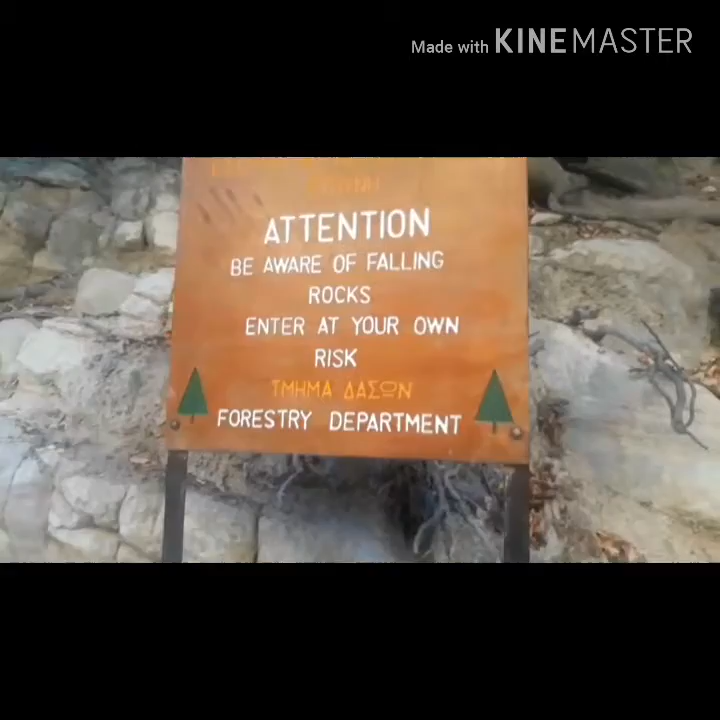 Made with KINEMASTER
ATTENTION
BE AWARE OF FALLING
ROCKS
ENTER AT YOUR OWN
RISK
ΤΜΗΜΑ ΔΑΣΩΝ
FORESTRY DEPARTMENT